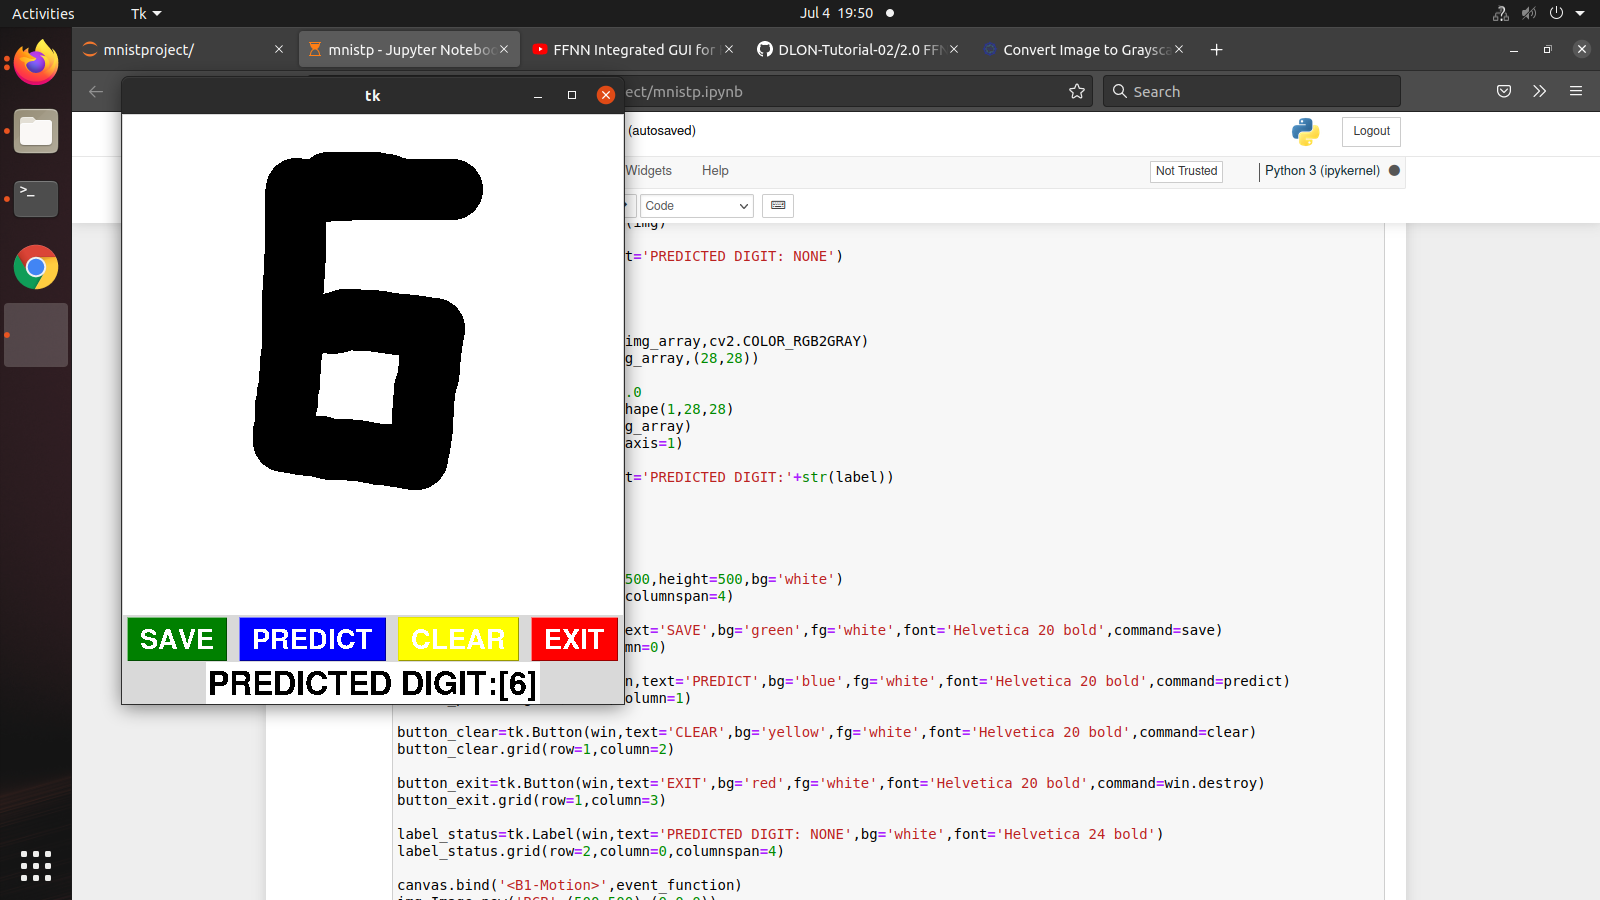 Activities
Tk
Jul 4 19:50
mnistproject/
mnistp - Jupyter Notebo
FFNN Integrated GUI for
DLON-Tutorial-02/2.0 FFN
Convert Image to Graysca
tk
ect/mnistp.ipynb
Search
(autosaved)
Logout
Widgets
Help
Not Trusted
Python 3 (ipykernel)
Code
(img)
t='PREDICTED DIGIT: NONE')
img_array,cv2.COLOR_RGB2GRAY)
g_array,(28,28))
.0
hape(1,28,28)
g_array)
axis=1)
t='PREDICTED DIGIT:'+str(label))
500,height=500,bg='white')
columnspan=4)
ext='SAVE',bg='green',fg='white',font='Helvetica 20 bold',command=save)
mn=0)
n,text='PREDICT',bg='blue',fg='white',font='Helvetica 20 bold',command=predict)
olumn=1)
button_clear=tk.Button(win,text='CLEAR',bg='yellow',fg='white',font='Helvetica 20 bold',command=clear)
button_clear.grid(row=1,column=2)
button_exit=tk.Button(win,text='EXIT',bg='red',fg='white',font='Helvetica 20 bold',command=win.destroy)
button_exit.grid(row=1,column=3)
label_status=tk.Label(win,text='PREDICTED DIGIT: NONE',bg='white',font='Helvetica 24 bold')
label_status.grid(row=2,column=0,columnspan=4)
canvas.bind('<B1-Motion>',event_function)
6
SAVE PREDICT CLEAR EXIT
PREDICTED DIGIT:[6]